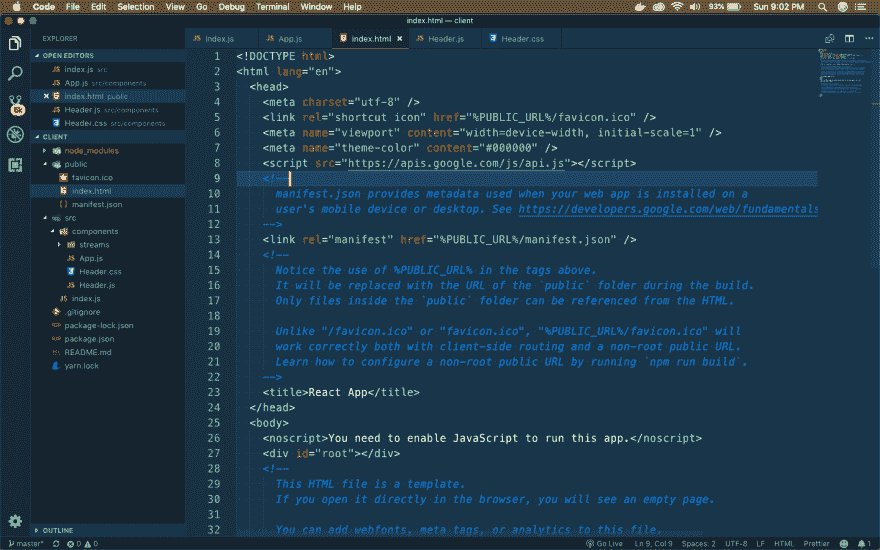 Code File Edit Selection View Go Debug Terminal Window Help 93% Sun 9:02 PM
index.html — client
EXPLORER
OPEN EDITORS
index.js src
App.js src/components
index.html public
Header.js src/components
Header.css src/components
5k
CLIENT
node_modules
public
favicon.ico
index.html
manifest.json
src
components
streams
App.js
Header.css
Header.js
index.js
.gitignore
package-lock.json
package.json
README.md
yarn.lock
OUTLINE
index.js App.js index.html Header.js Header.css
1 <!DOCTYPE html>
2 <html lang="en">
3 <head>
4 <meta charset="utf-8" />
5 <link rel="shortcut icon" href="%PUBLIC_URL%/favicon.ico" />
6 <meta name="viewport" content="width=device-width, initial-scale=1" />
7 <meta name="theme-color" content="#000000" />
8 <script src="https://apis.google.com/js/api.js"></script>
9 <!--
10 manifest.json provides metadata used when your web app is installed on a
11 user's mobile device or desktop. See https://developers.google.com/web/fundamentals
12 -->
13 <link rel="manifest" href="%PUBLIC_URL%/manifest.json" />
14 <!--
15 Notice the use of %PUBLIC_URL% in the tags above.
16 It will be replaced with the URL of the `public` folder during the build.
17 Only files inside the `public` folder can be referenced from the HTML.
18
19 Unlike "/favicon.ico" or "favicon.ico", "%PUBLIC_URL%/favicon.ico" will
20 work correctly both with client-side routing and a non-root public URL.
21 Learn how to configure a non-root public URL by running `npm run build`.
22 -->
23 <title>React App</title>
24 </head>
25 <body>
26 <noscript>You need to enable JavaScript to run this app.</noscript>
27 <div id="root"></div>
28 <!--
29 This HTML file is a template.
30 If you open it directly in the browser, you will see an empty page.
31
32 You can add webfonts, meta tags, or analytics to this file.
master* 0 0 Go Live Ln 9, Col 9 Spaces: 2 UTF-8 LF HTML Prettier 1